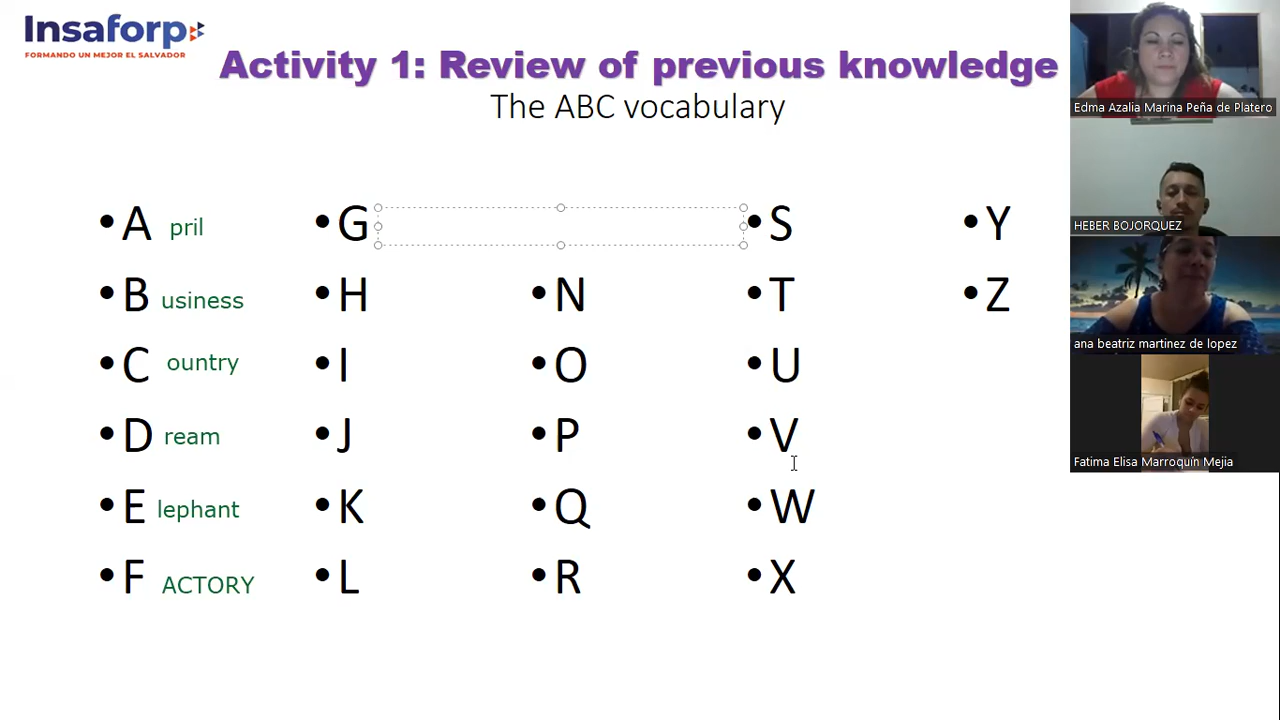 Insaforp
FORMANDO UN MEJOR EL SALVADOR
Activity 1: Review of previous knowledge
The ABC vocabulary
• A pril
• B usiness
• C ountry
• D ream
• E lephant
• F ACTORY
• G
• H
• I
• J
• K
• L
• N
• O
• P
• Q
• R
• S
• T
• U
• V
• W
• X
• Y
• Z
Edma Azalia Marina Peña de Platero
HEBER BOJORQUEZ
ana beatriz martinez de lopez
Fatima Elisa Marroquín Mejia